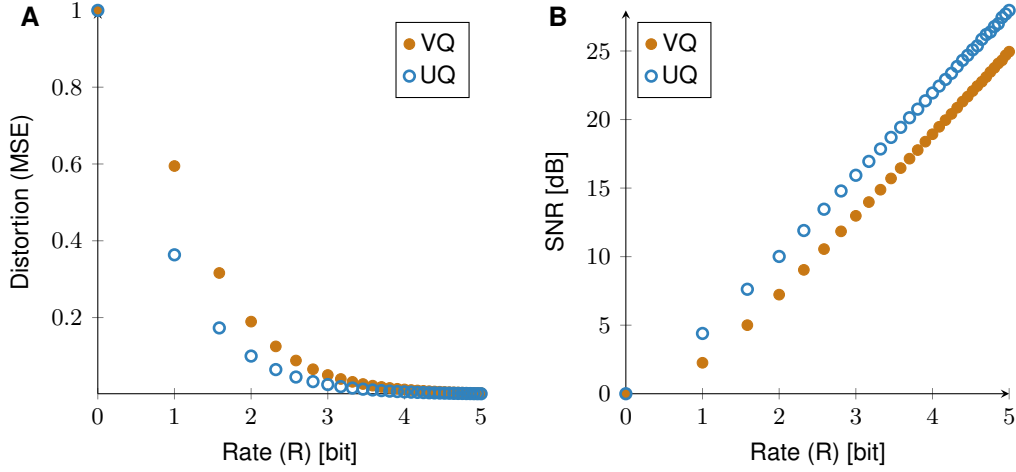 A
Distortion (MSE)
1
0.8
0.6
0.4
0.2
0 1 2 3 4 5
Rate (R) [bit]
VQ
UQ
B
SNR [dB]
25
20
15
10
5
0
0 1 2 3 4 5
Rate (R) [bit]
VQ
UQ